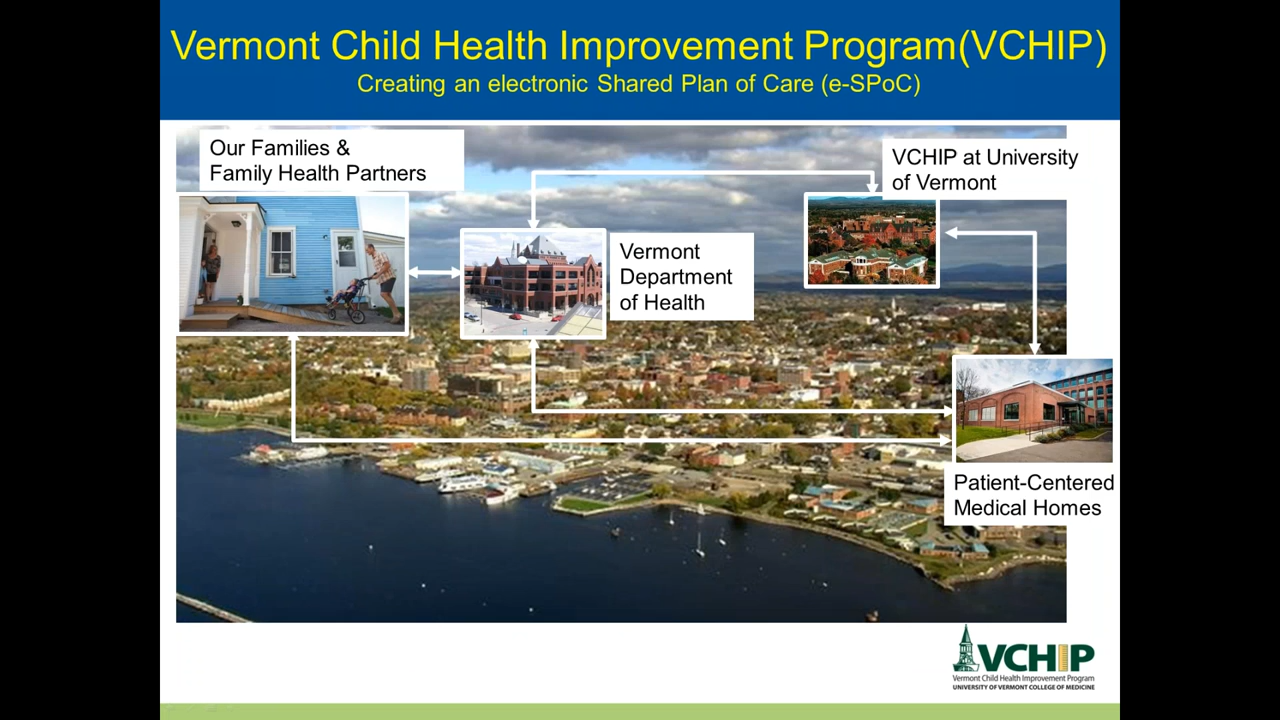 Vermont Child Health Improvement Program(VCHIP)
Creating an electronic Shared Plan of Care (e-SPoC)
Our Families &
Family Health Partners
VCHIP at University
of Vermont
Vermont
Department
of Health
Patient-Centered
Medical Homes
VCHIP
Vermont Child Health Improvement Program
UNIVERSITY OF VERMONT COLLEGE OF MEDICINE